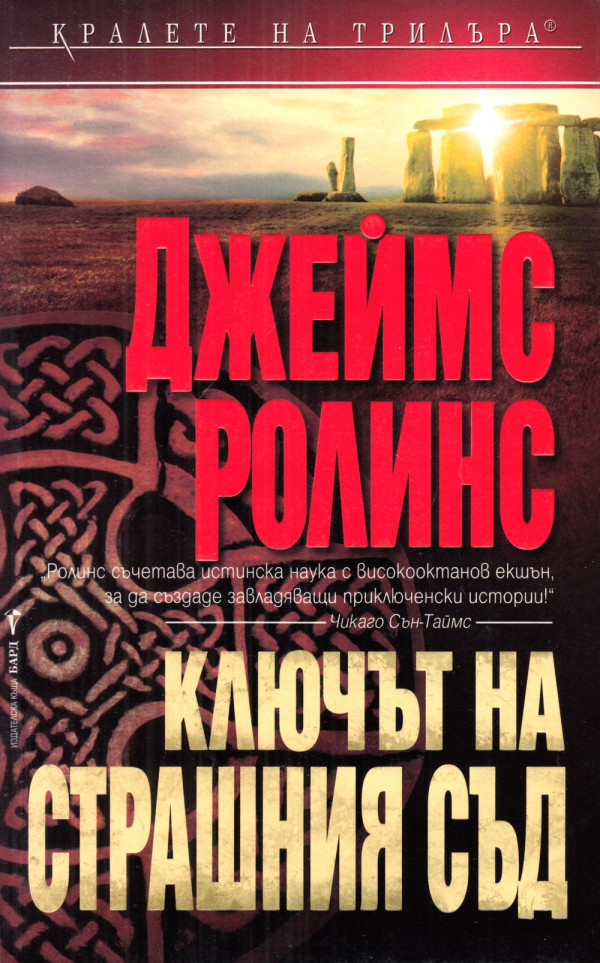 КРАЛЕТЕ НА ТРИЛЪРА®
ДЖЕЙМС
РОЛИНС
„Ролинс съчетава истинска наука с високооктанов екшън,
за да създаде завладяващи приключенски истории!“
Чикаго Сън-Таймс
КЛЮЧЪТ НА
СТРАШНИЯ СЪД
ИЗДАТЕЛСКА КЪЩА БАРД